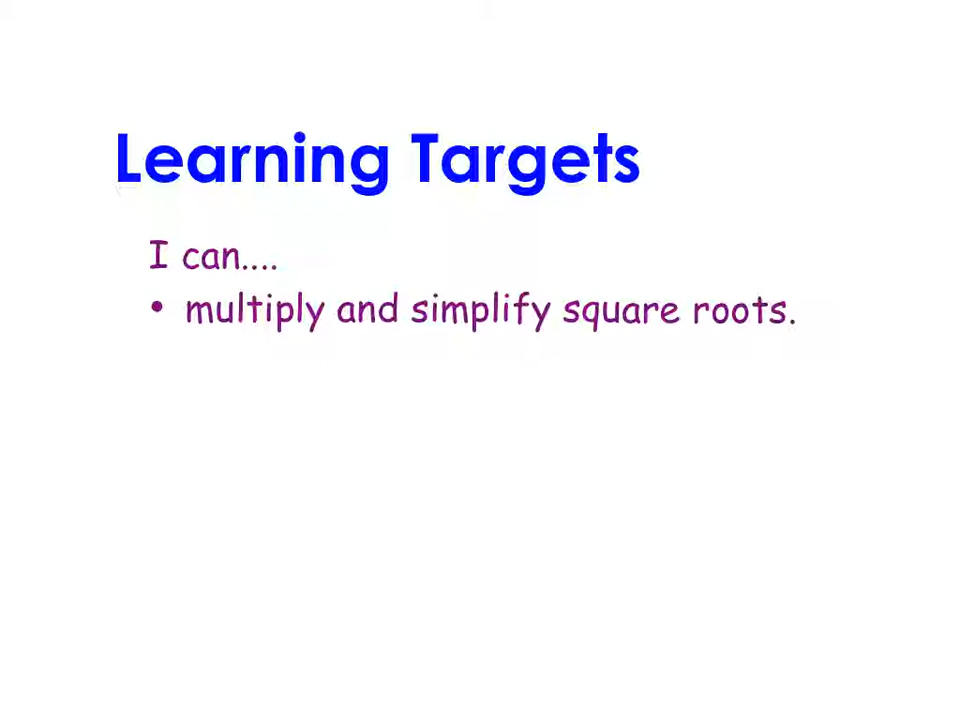 Learning Targets
I can....
• multiply and simplify square roots.